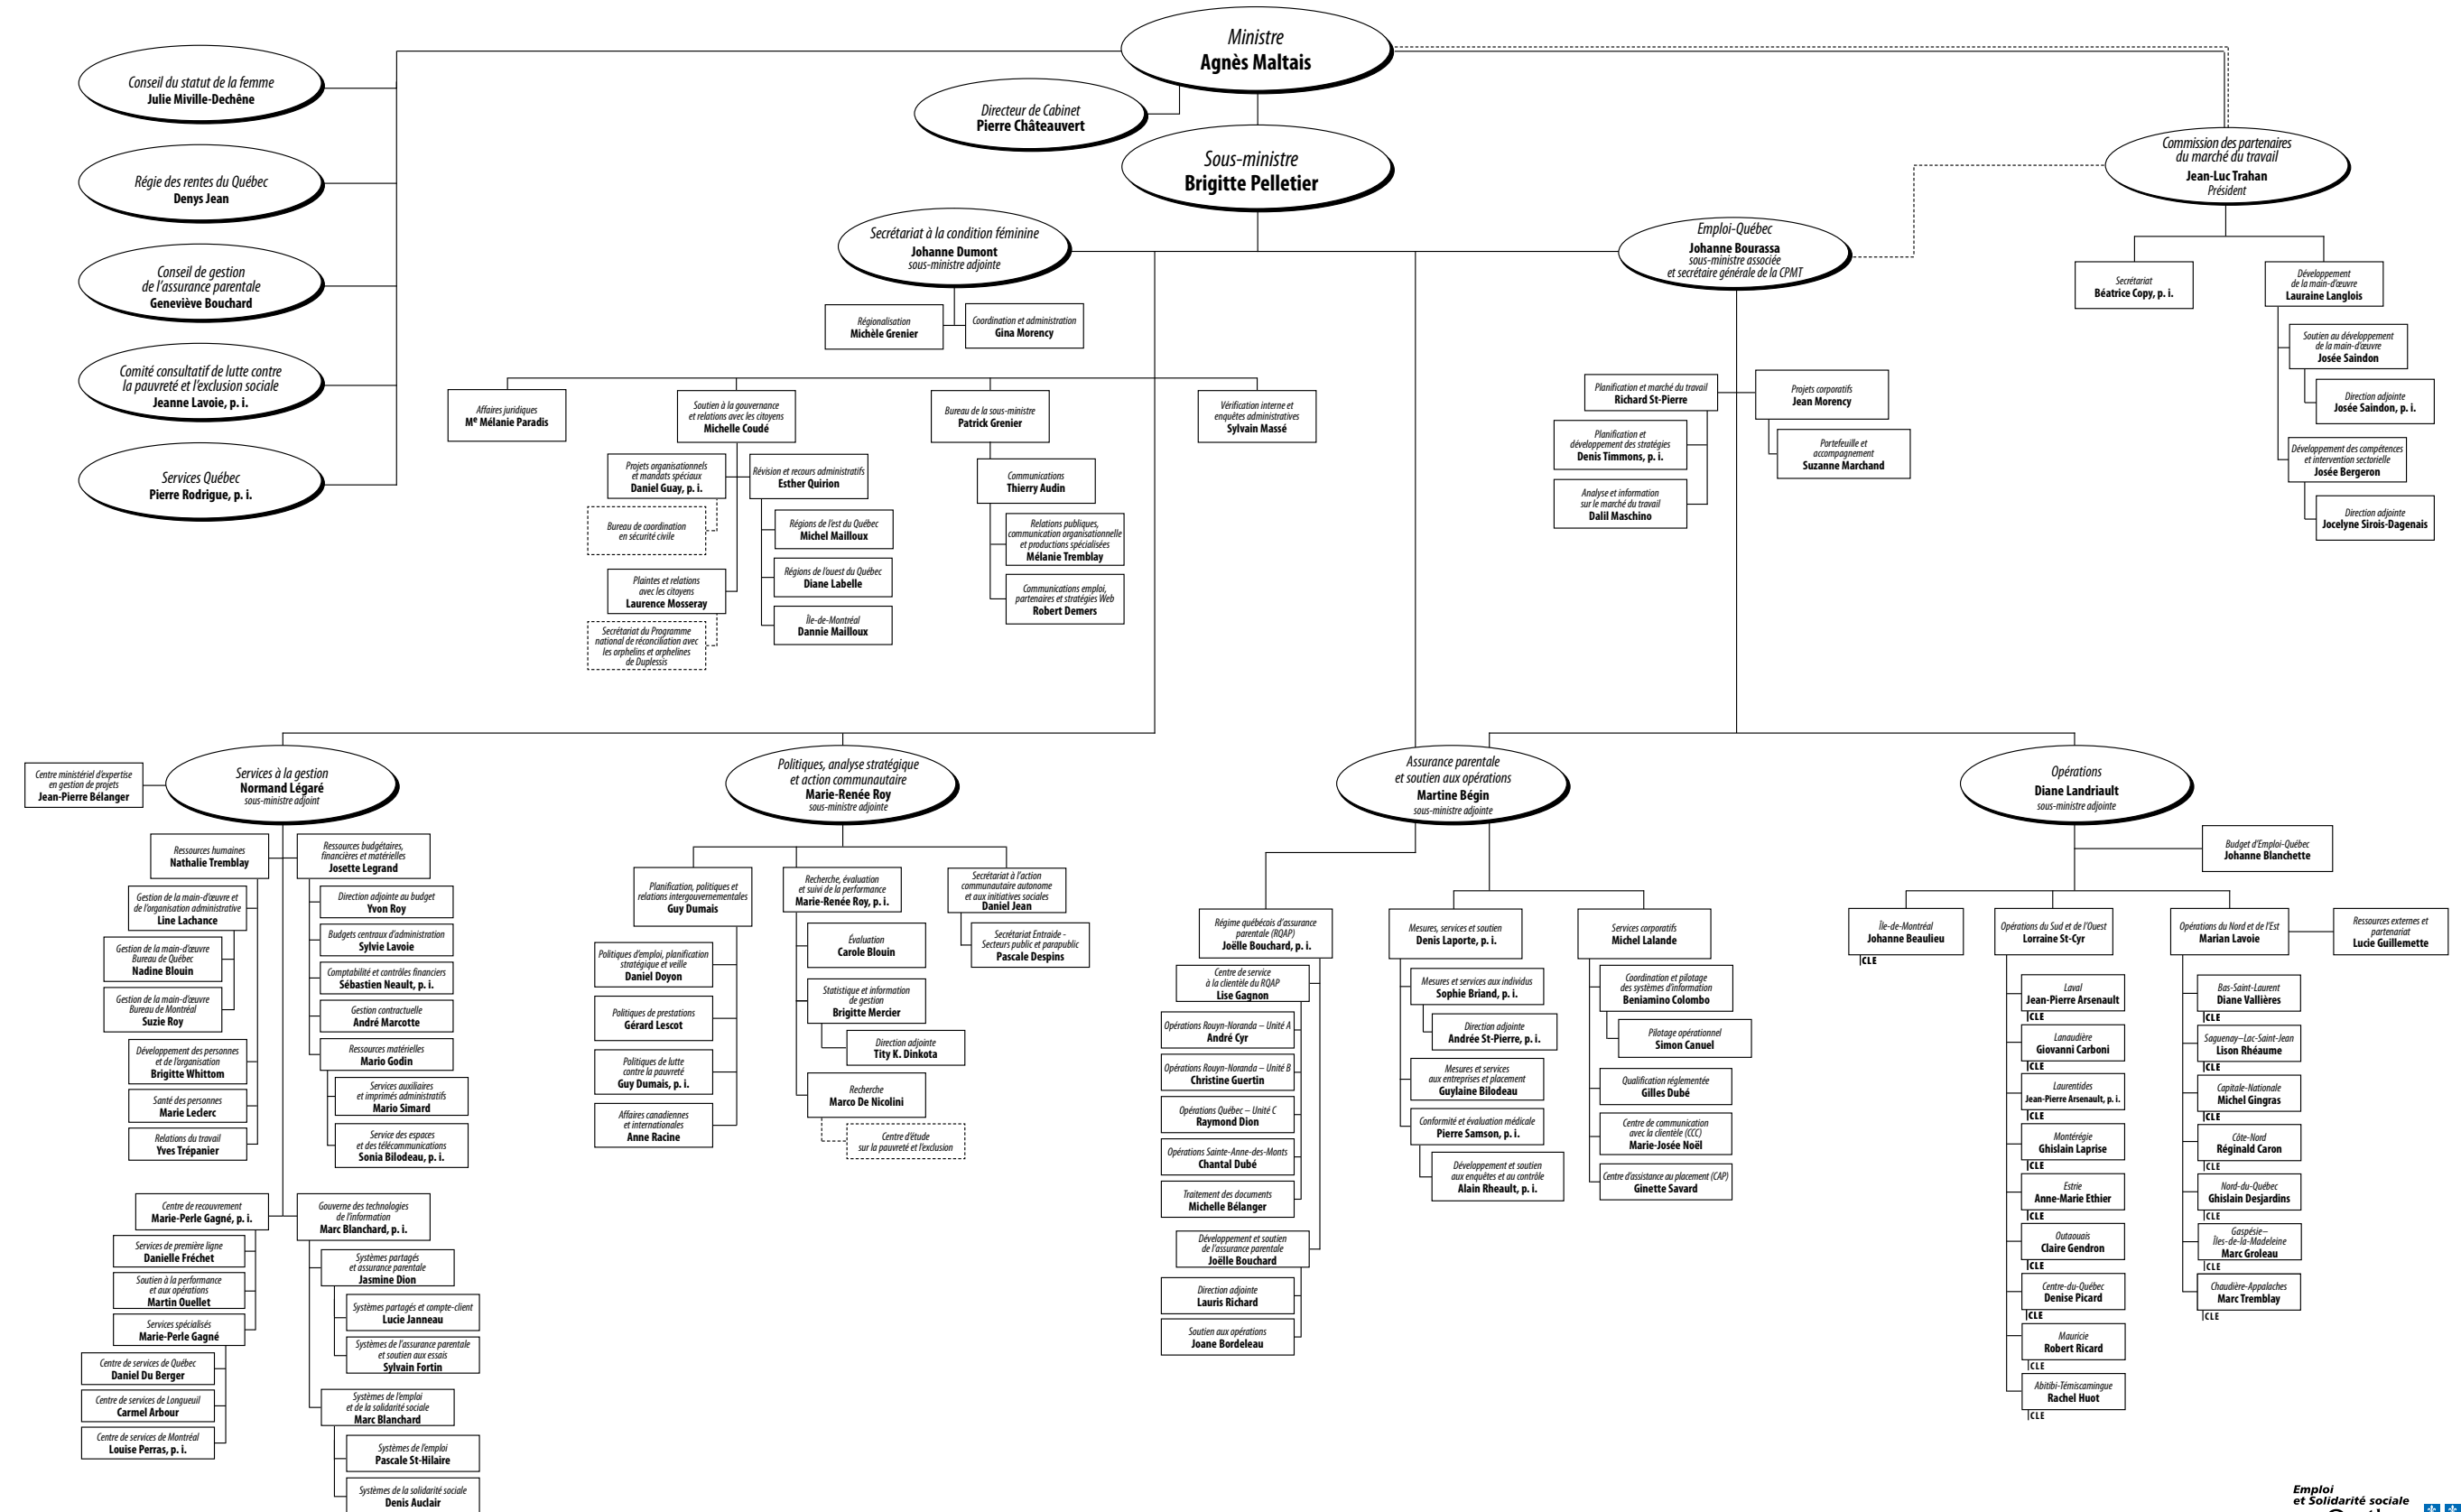 Ministre
Agnès Maltais
Directeur de Cabinet
Pierre Châteauvert
Sous-ministre
Brigitte Pelletier
Conseil du statut de la femme
Julie Miville-Dechêne
Régie des rentes du Québec
Denys Jean
Conseil de gestion
de l'assurance parentale
Geneviève Bouchard
Comité consultatif de lutte contre
la pauvreté et l'exclusion sociale
Jeanne Lavoie, p. i.
Services Québec
Pierre Rodrigue, p. i.
Commission des partenaires
du marché du travail
Jean-Luc Trahan
Président
Secrétariat
Béatrice Copy, p. i.
Développement
de la main-d'œuvre
Lauraine Langlois
Soutien au développement
de la main-d'œuvre
Josée Saindon
Direction adjointe
Josée Saindon, p. i.
Développement des compétences
et intervention sectorielle
Josée Bergeron
Direction adjointe
Jocelyne Sirois-Dagenais
Secrétariat à la condition féminine
Johanne Dumont
sous-ministre adjointe
Régionalisation
Michèle Grenier
Coordination et administration
Gina Morency
Emploi-Québec
Johanne Bourassa
sous-ministre associée
et secrétaire générale de la CPMT
Planification et marché du travail
Richard St-Pierre
Planification et
développement des stratégies
Denis Timmons, p. i.
Analyse et information
sur le marché du travail
Dalil Maschino
Projets corporatifs
Jean Morency
Portefeuille et
accompagnement
Suzanne Marchand
Affaires juridiques
Me Mélanie Paradis
Soutien à la gouvernance
et relations avec les citoyens
Michelle Coudé
Projets organisationnels
et mandats spéciaux
Daniel Guay, p. i.
Bureau de coordination
en sécurité civile
Plaintes et relations
avec les citoyens
Laurence Mosseray
Secrétariat du Programme
national de réconciliation avec
les orphelins et orphelines
de Duplessis
Révision et recours administratifs
Esther Quirion
Régions de l'est du Québec
Michel Mailloux
Régions de l'ouest du Québec
Diane Labelle
Île-de-Montréal
Dannie Mailloux
Bureau de la sous-ministre
Patrick Grenier
Communications
Thierry Audin
Relations publiques,
communication organisationnelle
et productions spécialisées
Mélanie Tremblay
Communications emploi,
partenaires et stratégies Web
Robert Demers
Vérification interne et
enquêtes administratives
Sylvain Massé
Centre ministériel d'expertise
en gestion de projets
Jean-Pierre Bélanger
Services à la gestion
Normand Légaré
sous-ministre adjoint
Ressources humaines
Nathalie Tremblay
Gestion de la main-d'œuvre et
de l'organisation administrative
Line Lachance
Gestion de la main-d'œuvre
Bureau de Québec
Nadine Blouin
Gestion de la main-d'œuvre
Bureau de Montréal
Suzie Roy
Développement des personnes
et de l'organisation
Brigitte Whittom
Santé des personnes
Marie Leclerc
Relations du travail
Yves Trépanier
Ressources budgétaires,
financières et matérielles
Josette Legrand
Direction adjointe au budget
Yvon Roy
Budgets centraux d'administration
Sylvie Lavoie
Comptabilité et contrôles financiers
Sébastien Neault, p. i.
Gestion contractuelle
André Marcotte
Ressources matérielles
Mario Godin
Services auxiliaires
et imprimés administratifs
Mario Simard
Service des espaces
et des télécommunications
Sonia Bilodeau, p. i.
Centre de recouvrement
Marie-Perle Gagné, p. i.
Services de première ligne
Danielle Fréchet
Soutien à la performance
et aux opérations
Martin Ouellet
Services spécialisés
Marie-Perle Gagné
Centre de services de Québec
Daniel Du Berger
Centre de services de Longueuil
Carmel Arbour
Centre de services de Montréal
Louise Perras, p. i.
Gouverne des technologies
de l'information
Marc Blanchard, p. i.
Systèmes partagés
et assurance parentale
Jasmine Dion
Systèmes partagés et compte-client
Lucie Janneau
Systèmes de l'assurance parentale
et soutien aux essais
Sylvain Fortin
Systèmes de l'emploi
et de la solidarité sociale
Marc Blanchard
Systèmes de l'emploi
Pascale St-Hilaire
Systèmes de la solidarité sociale
Denis Auclair
Politiques, analyse stratégique
et action communautaire
Marie-Renée Roy
sous-ministre adjointe
Planification, politiques et
relations intergouvernementales
Guy Dumais
Politiques d'emploi, planification
stratégique et veille
Daniel Doyon
Politiques de prestations
Gérard Lescot
Politiques de lutte
contre la pauvreté
Guy Dumais, p. i.
Affaires canadiennes
et internationales
Anne Racine
Recherche, évaluation
et suivi de la performance
Marie-Renée Roy, p. i.
Évaluation
Carole Blouin
Statistique et information
de gestion
Brigitte Mercier
Direction adjointe
Tity K. Dinkota
Recherche
Marco De Nicolini
Centre d'étude
sur la pauvreté et l'exclusion
Secrétariat à l'action
communautaire autonome
et aux initiatives sociales
Daniel Jean
Secrétariat Entraide -
Secteurs public et parapublic
Pascale Despins
Assurance parentale
et soutien aux opérations
Martine Bégin
sous-ministre adjointe
Régime québécois d'assurance
parentale (RQAP)
Joëlle Bouchard, p. i.
Centre de service
à la clientèle du RQAP
Lise Gagnon
Opérations Rouyn-Noranda – Unité A
André Cyr
Opérations Rouyn-Noranda – Unité B
Christine Guertin
Opérations Québec – Unité C
Raymond Dion
Opérations Sainte-Anne-des-Monts
Chantal Dubé
Traitement des documents
Michelle Bélanger
Développement et soutien
de l'assurance parentale
Joëlle Bouchard
Direction adjointe
Lauris Richard
Soutien aux opérations
Joane Bordeleau
Mesures, services et soutien
Denis Laporte, p. i.
Mesures et services aux individus
Sophie Briand, p. i.
Direction adjointe
Andrée St-Pierre, p. i.
Mesures et services
aux entreprises et placement
Guylaine Bilodeau
Conformité et évaluation médicale
Pierre Samson, p. i.
Développement et soutien
aux enquêtes et au contrôle
Alain Rheault, p. i.
Services corporatifs
Michel Lalande
Coordination et pilotage
des systèmes d'information
Beniamino Colombo
Pilotage opérationnel
Simon Canuel
Qualification réglementée
Gilles Dubé
Centre de communication
avec la clientèle (CCC)
Marie-Josée Noël
Centre d'assistance au placement (CAP)
Ginette Savard
Opérations
Diane Landriault
sous-ministre adjointe
Budget d'Emploi-Québec
Johanne Blanchette
Île-de-Montréal
Johanne Beaulieu
CLE
Opérations du Sud et de l'Ouest
Lorraine St-Cyr
Laval
Jean-Pierre Arsenault
CLE
Lanaudière
Giovanni Carboni
CLE
Laurentides
Jean-Pierre Arsenault, p. i.
CLE
Montérégie
Ghislain Laprise
CLE
Estrie
Anne-Marie Ethier
CLE
Outaouais
Claire Gendron
CLE
Centre-du-Québec
Denise Picard
CLE
Mauricie
Robert Ricard
CLE
Abitibi-Témiscamingue
Rachel Huot
CLE
Opérations du Nord et de l'Est
Marian Lavoie
Ressources externes et
partenariat
Lucie Guillemette
Bas-Saint-Laurent
Diane Vallières
CLE
Saguenay–Lac-Saint-Jean
Lison Rhéaume
CLE
Capitale-Nationale
Michel Gingras
CLE
Côte-Nord
Réginald Caron
CLE
Nord-du-Québec
Ghislain Desjardins
CLE
Gaspésie–
Îles-de-la-Madeleine
Marc Groleau
CLE
Chaudière-Appalaches
Marc Tremblay
CLE
Emploi
et Solidarité sociale